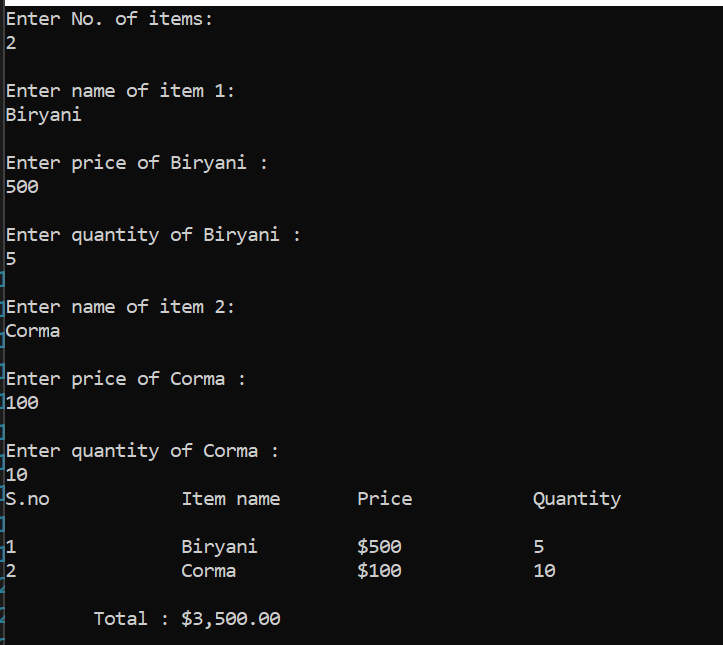 Enter No. of items:
2
Enter name of item 1:
Biryani
Enter price of Biryani :
500
Enter quantity of Biryani :
5
Enter name of item 2:
Corma
Enter price of Corma :
100
Enter quantity of Corma :
10
S.no Item name Price Quantity
1 Biryani $500 5
2 Corma $100 10
Total : $3,500.00